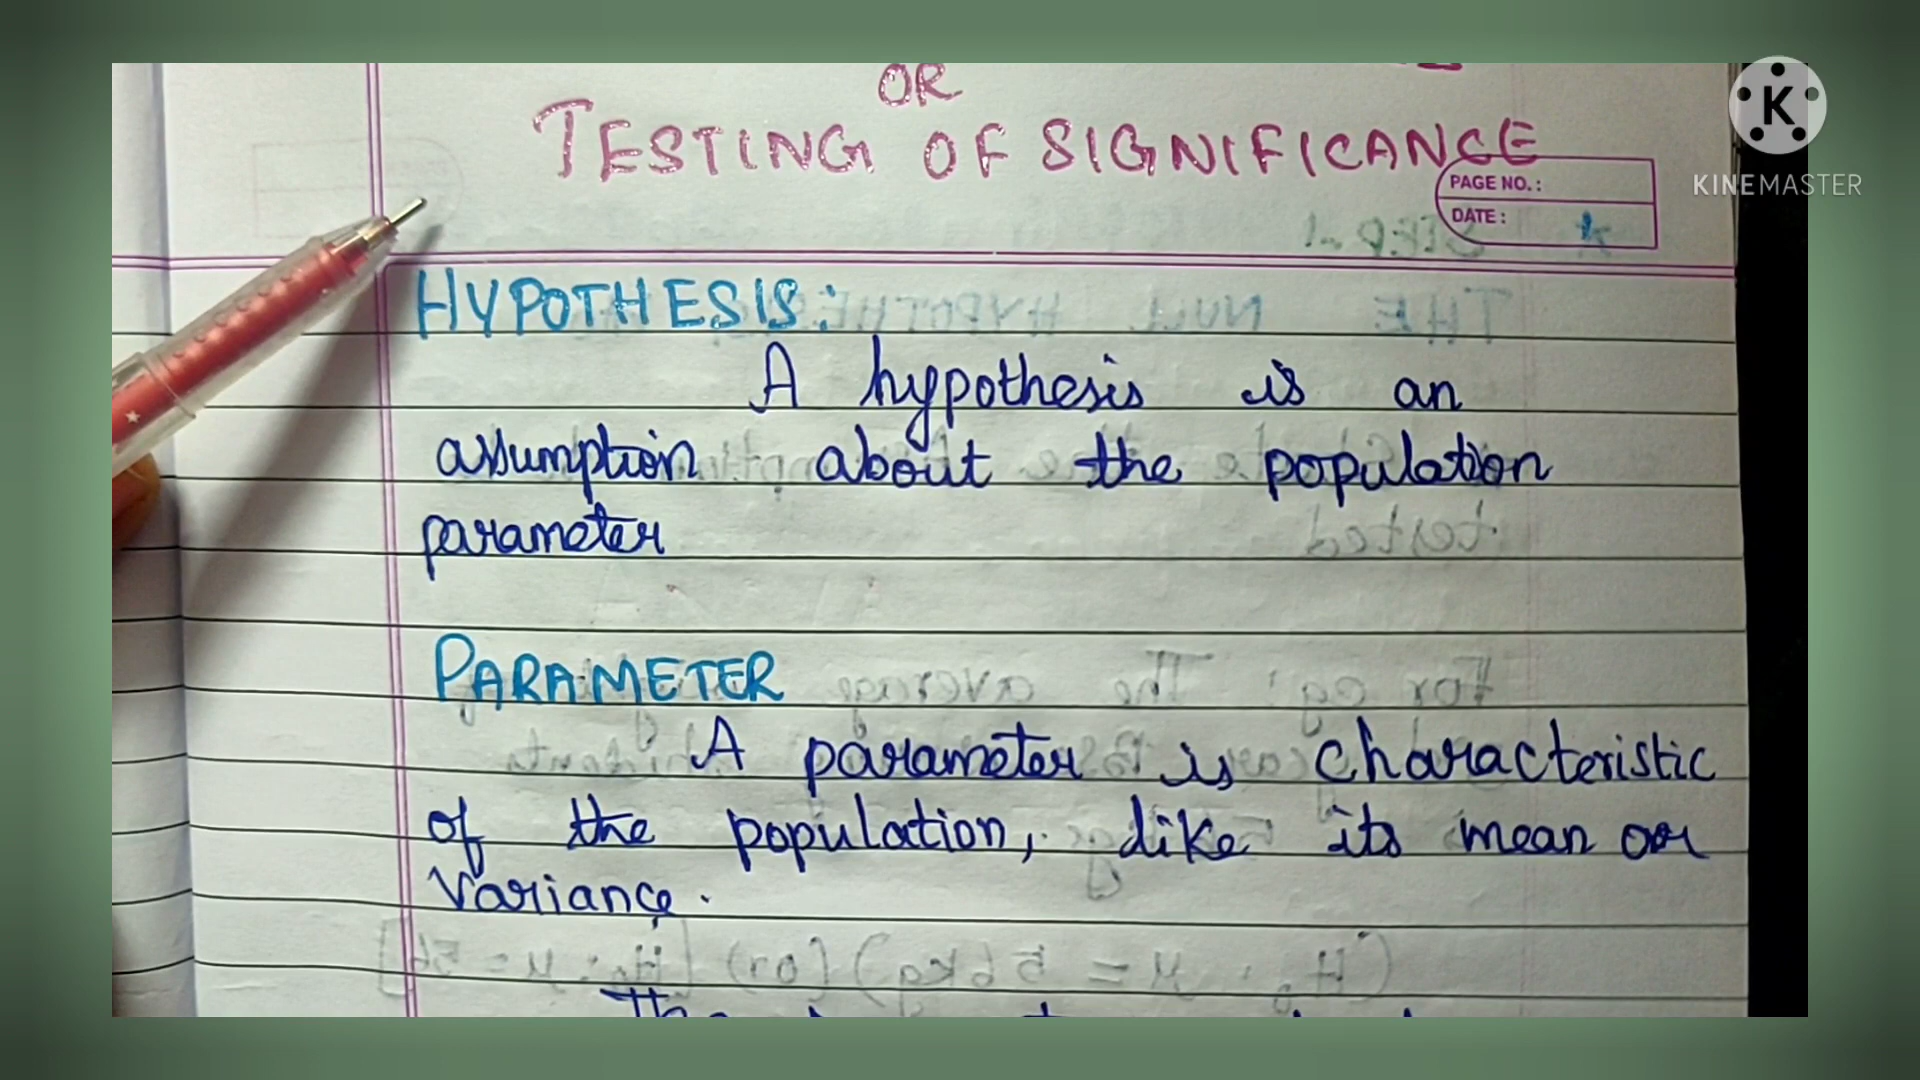 OR
TESTING OF SIGNIFICANCE
PAGE NO.:
DATE:
KINEMASTER
HYPOTHESIS:
A hypothesis is an
assumption about the population
parameter
PARAMETER
A parameter is characteristic
of the population, like its mean or
Variance.